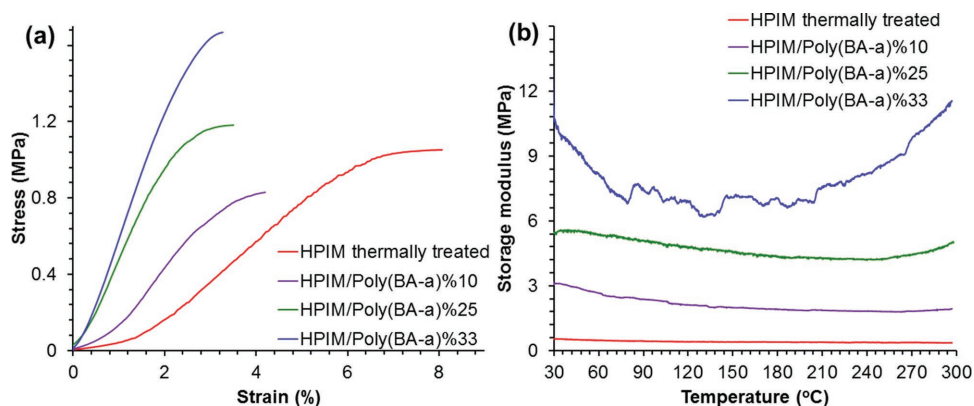 (a)
Stress (MPa)
1.2
0.8
0.4
0
0 2 4 6 8
Strain (%)
HPIM thermally treated
HPIM/Poly(BA-a)%10
HPIM/Poly(BA-a)%25
HPIM/Poly(BA-a)%33
(b)
HPIM thermally treated
HPIM/Poly(BA-a)%10
HPIM/Poly(BA-a)%25
HPIM/Poly(BA-a)%33
Storage modulus (MPa)
12
9
6
3
0
30 60 90 120 150 180 210 240 270 300
Temperature (oC)